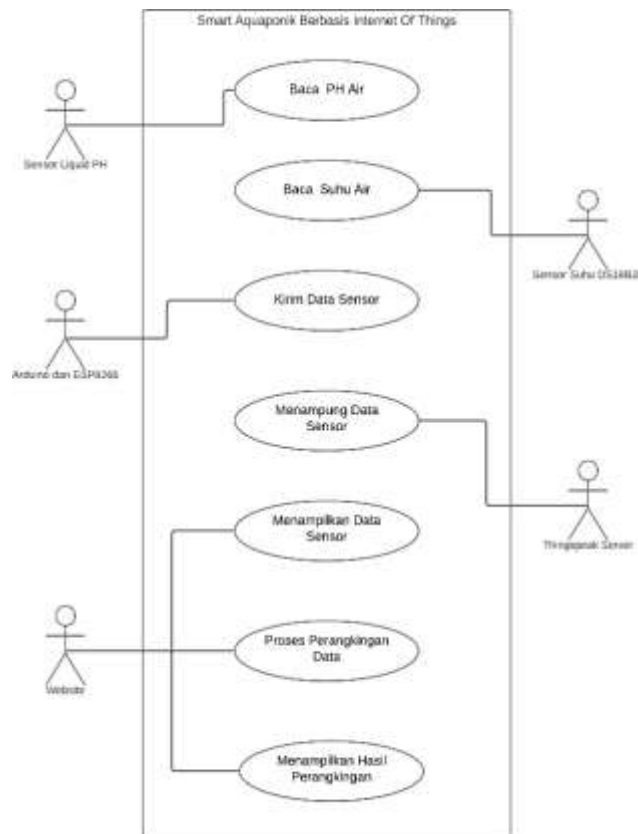 Smart Aquaponik Berbasis Internet Of Things
Baca PH Air
Sensor Liquid PH
Baca Suhu Air
Sensor Suhu
Kirim Data Sensor
Arduino dan ESP8266
Menampung Data
Sensor
Thingspeak Server
Menampilkan Data
Sensor
Proses Perangkingan
Data
Website
Menampilkan Hasil
Perangkingan